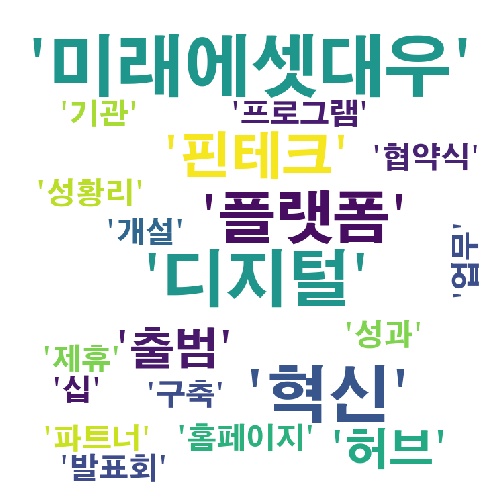 '미래에셋대우'
'기관' '프로그램'
'핀테크' '협약식'
'성황리' '플랫폼'
'개설'
'업무'
'디지털'
'출범' '성과'
'제휴'
'십' '구축' '혁신'
'파트너' '홈페이지' '허브'
'발표회'